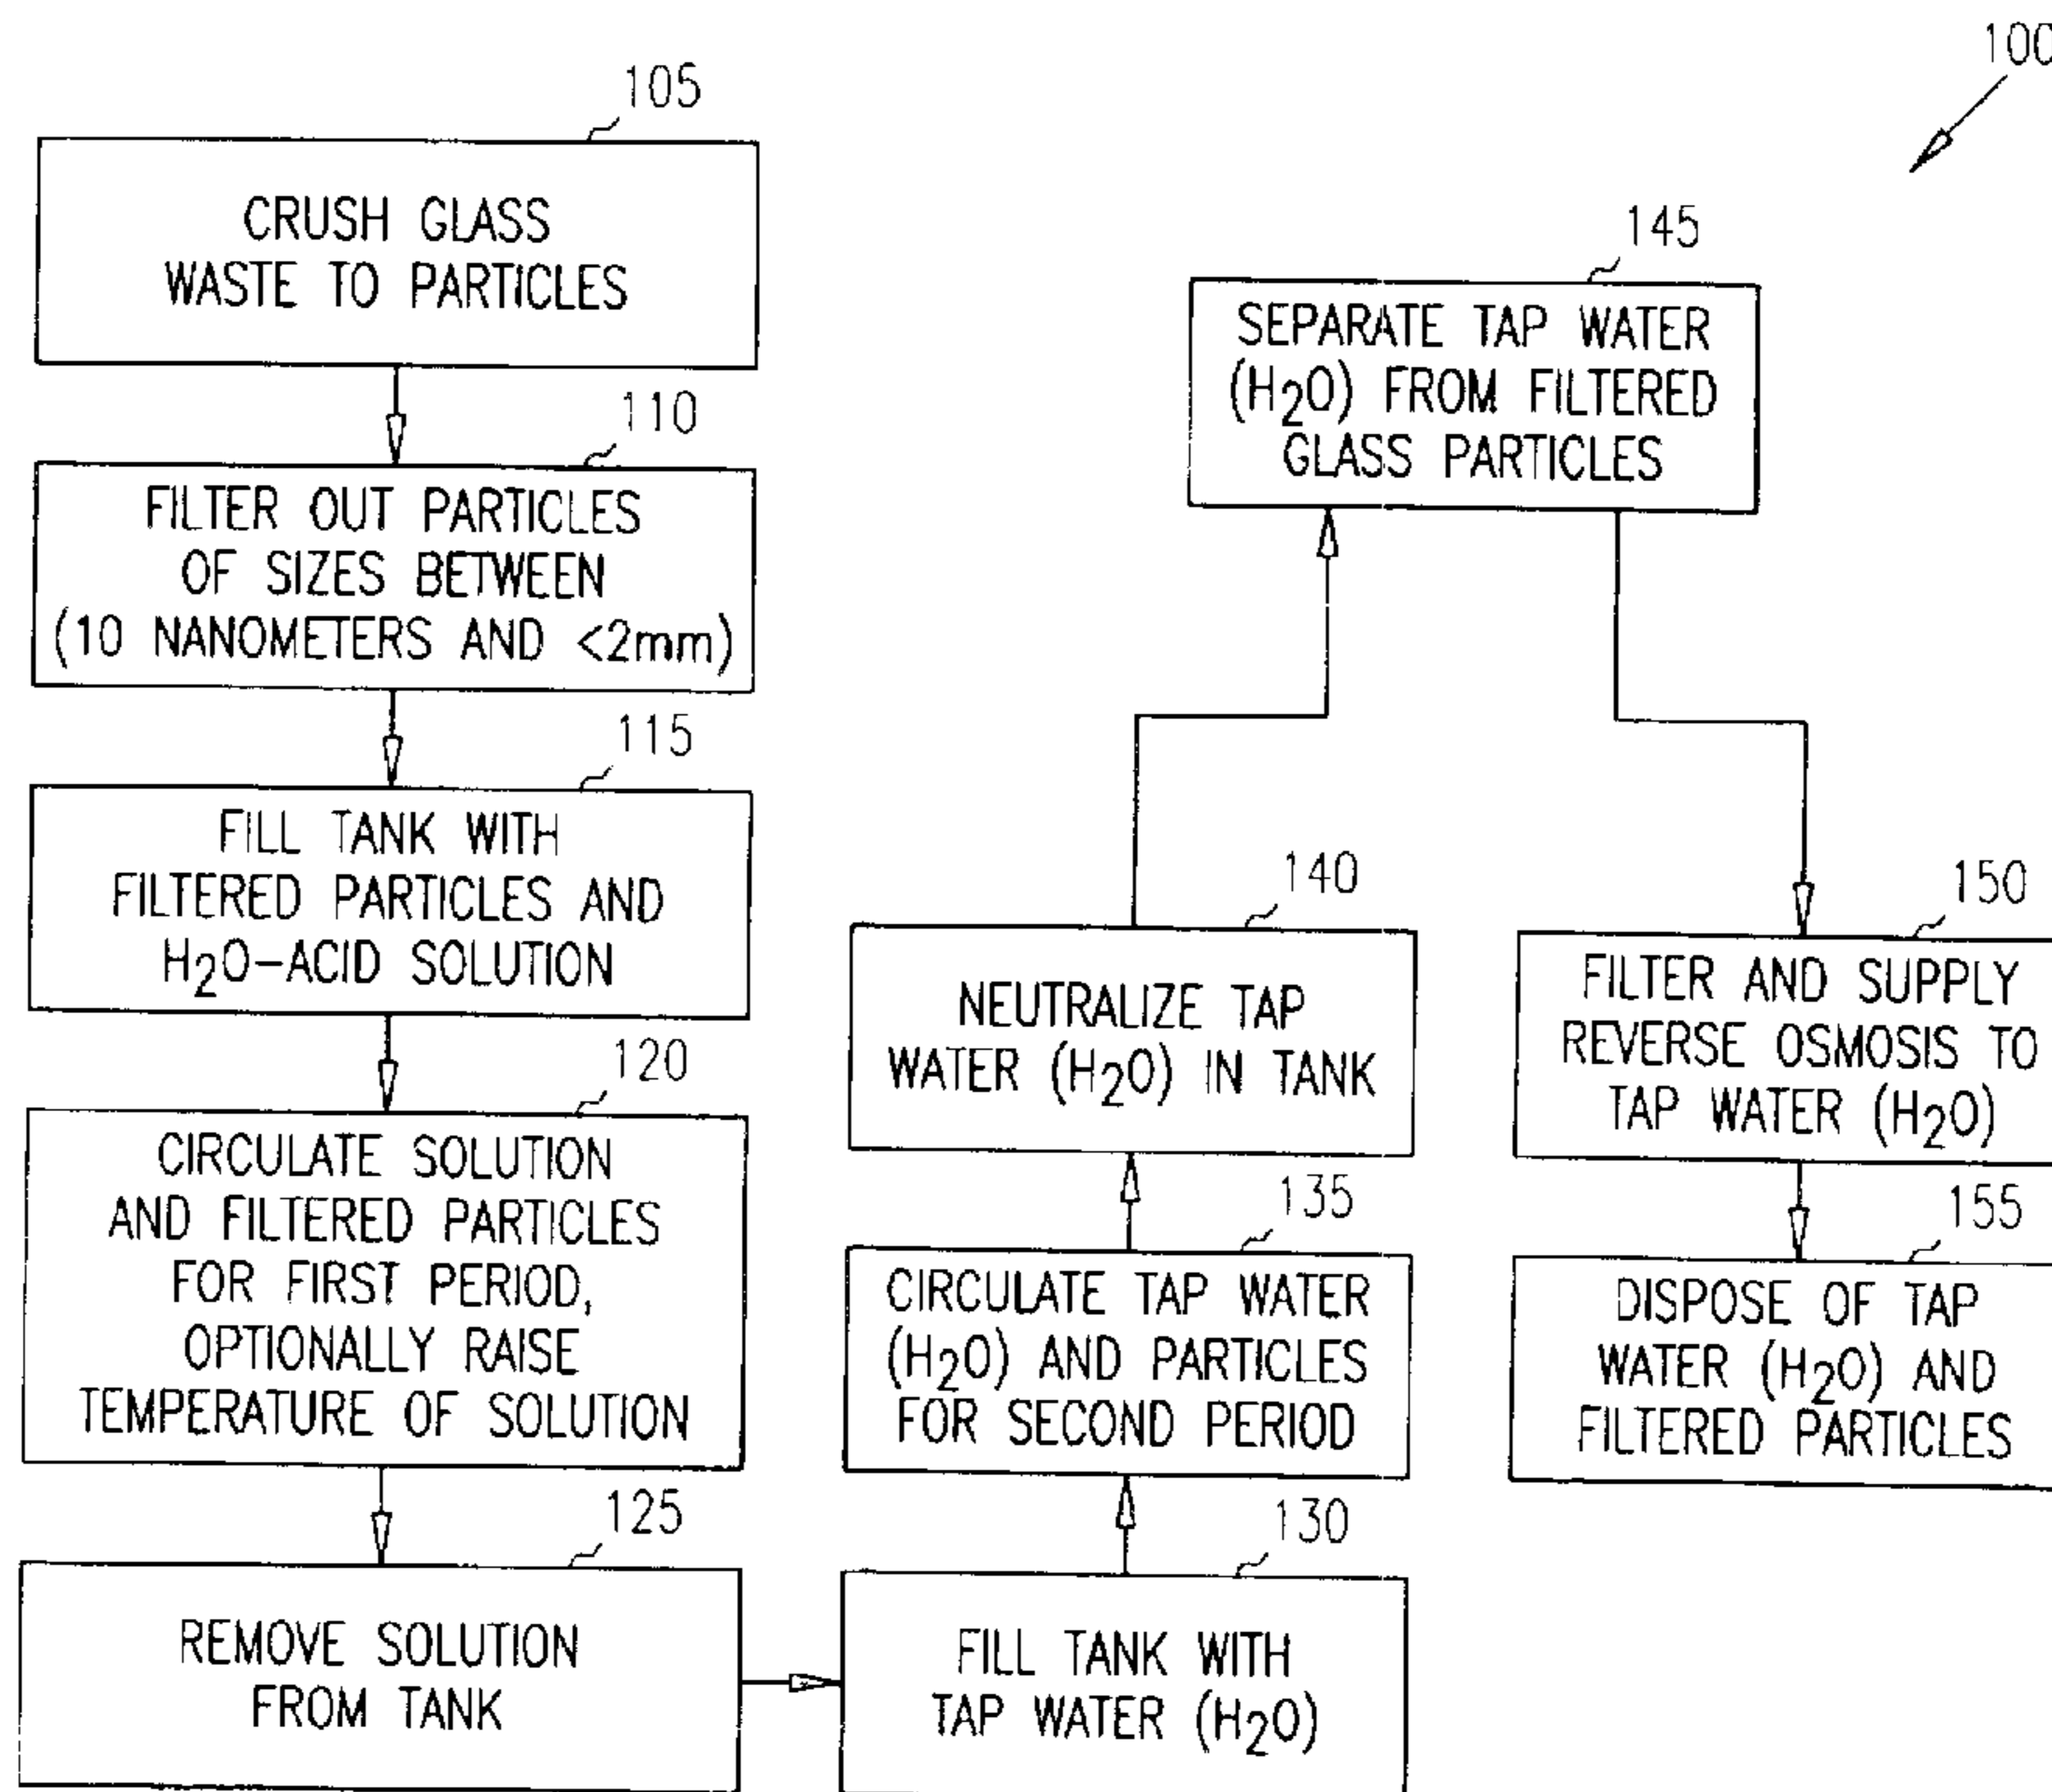 100
105
CRUSH GLASS
WASTE TO PARTICLES
110
FILTER OUT PARTICLES
OF SIZES BETWEEN
(10 NANOMETERS AND <2mm)
115
FILL TANK WITH
FILTERED PARTICLES AND
H2O-ACID SOLUTION
120
CIRCULATE SOLUTION
AND FILTERED PARTICLES
FOR FIRST PERIOD,
OPTIONALLY RAISE
TEMPERATURE OF SOLUTION
125
REMOVE SOLUTION
FROM TANK
130
FILL TANK WITH
TAP WATER (H2O)
135
CIRCULATE TAP WATER
(H2O) AND PARTICLES
FOR SECOND PERIOD
140
NEUTRALIZE TAP
WATER (H2O) IN TANK
145
SEPARATE TAP WATER
(H2O) FROM FILTERED
GLASS PARTICLES
150
FILTER AND SUPPLY
REVERSE OSMOSIS TO
TAP WATER (H2O)
155
DISPOSE OF TAP
WATER (H2O) AND
FILTERED PARTICLES